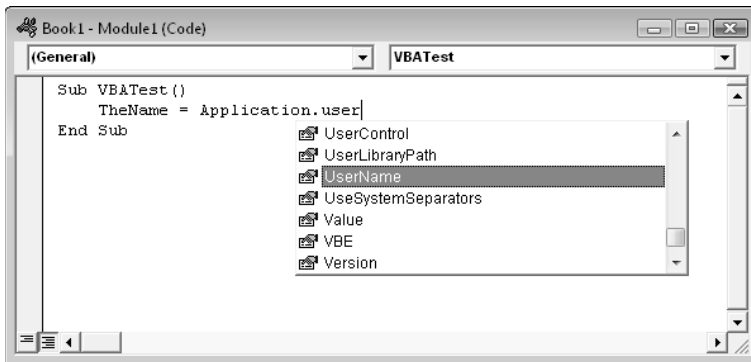 Book1 - Module1 (Code)
(General) VBATest
Sub VBATest()
TheName = Application.user
End Sub
UserControl
UserLibraryPath
UserName
UseSystemSeparators
Value
VBE
Version